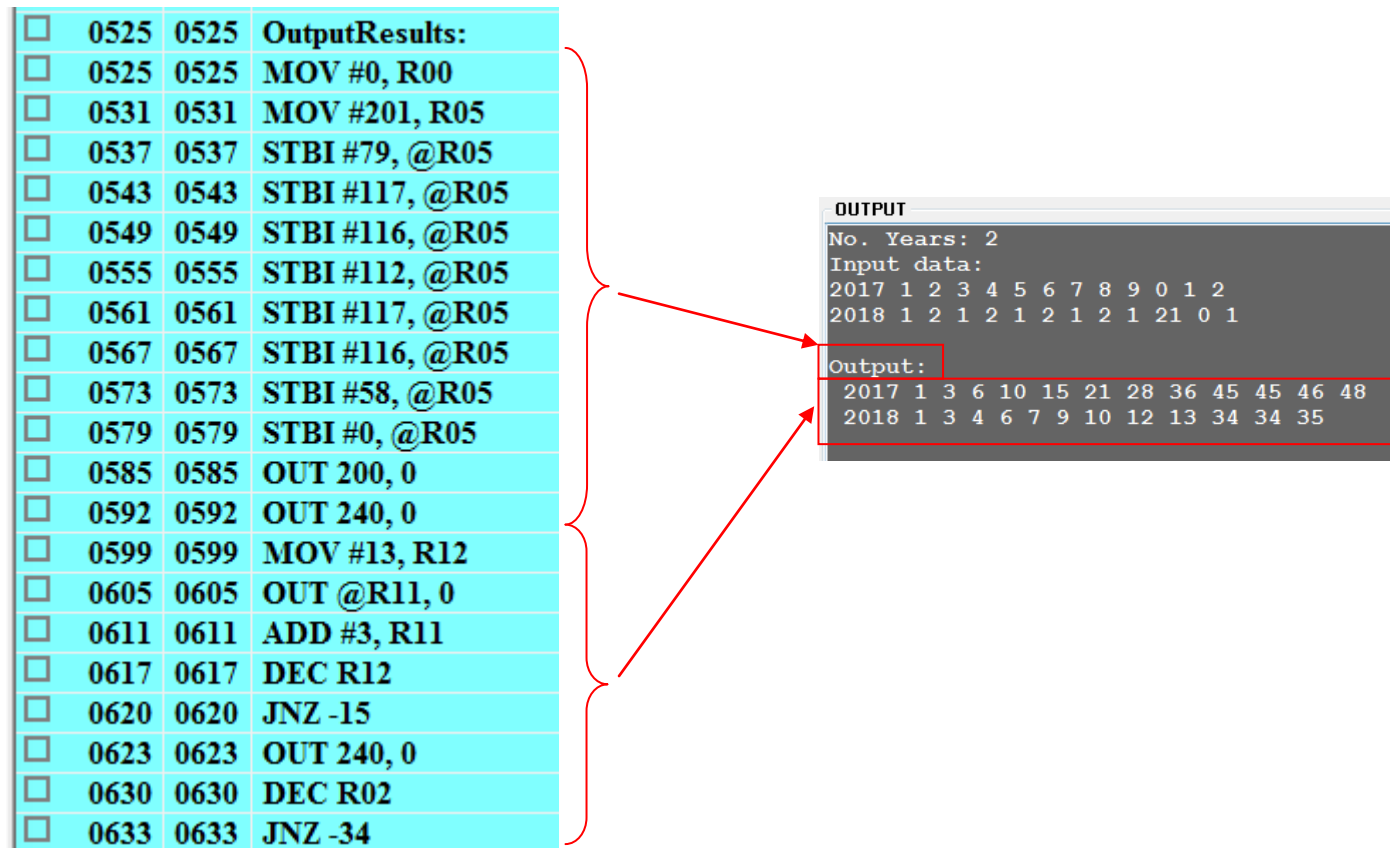 0525 0525 OutputResults:
0525 0525 MOV #0, R00
0531 0531 MOV #201, R05
0537 0537 STBI #79, @R05
0543 0543 STBI #117, @R05
0549 0549 STBI #116, @R05
0555 0555 STBI #112, @R05
0561 0561 STBI #117, @R05
0567 0567 STBI #116, @R05
0573 0573 STBI #58, @R05
0579 0579 STBI #0, @R05
0585 0585 OUT 200, 0
0592 0592 OUT 240, 0
0599 0599 MOV #13, R12
0605 0605 OUT @R11, 0
0611 0611 ADD #3, R11
0617 0617 DEC R12
0620 0620 JNZ -15
0623 0623 OUT 240, 0
0630 0630 DEC R02
0633 0633 JNZ -34
OUTPUT
No. Years: 2
Input data:
2017 1 2 3 4 5 6 7 8 9 0 1 2
2018 1 2 1 2 1 2 1 2 1 21 0 1
Output:
2017 1 3 6 10 15 21 28 36 45 45 46 48
2018 1 3 4 6 7 9 10 12 13 34 34 35